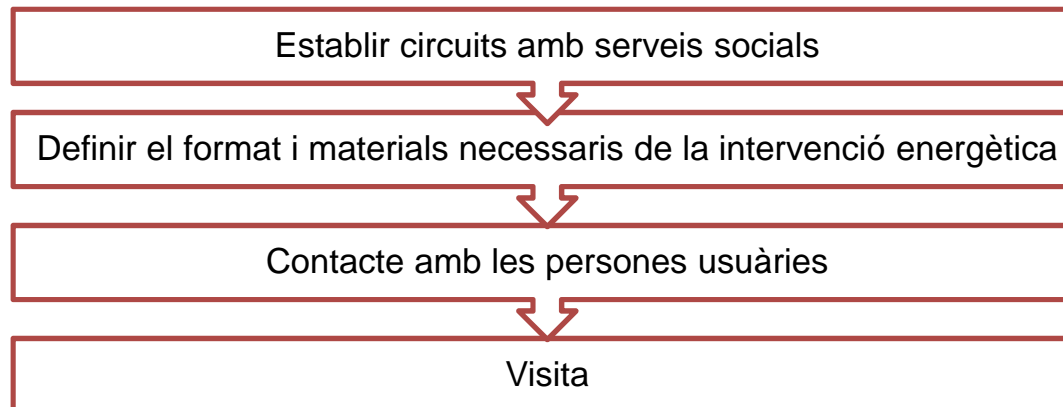 Establir circuits amb serveis socials
Definir el format i materials necessaris de la intervenció energètica
Contacte amb les persones usuàries
Visita